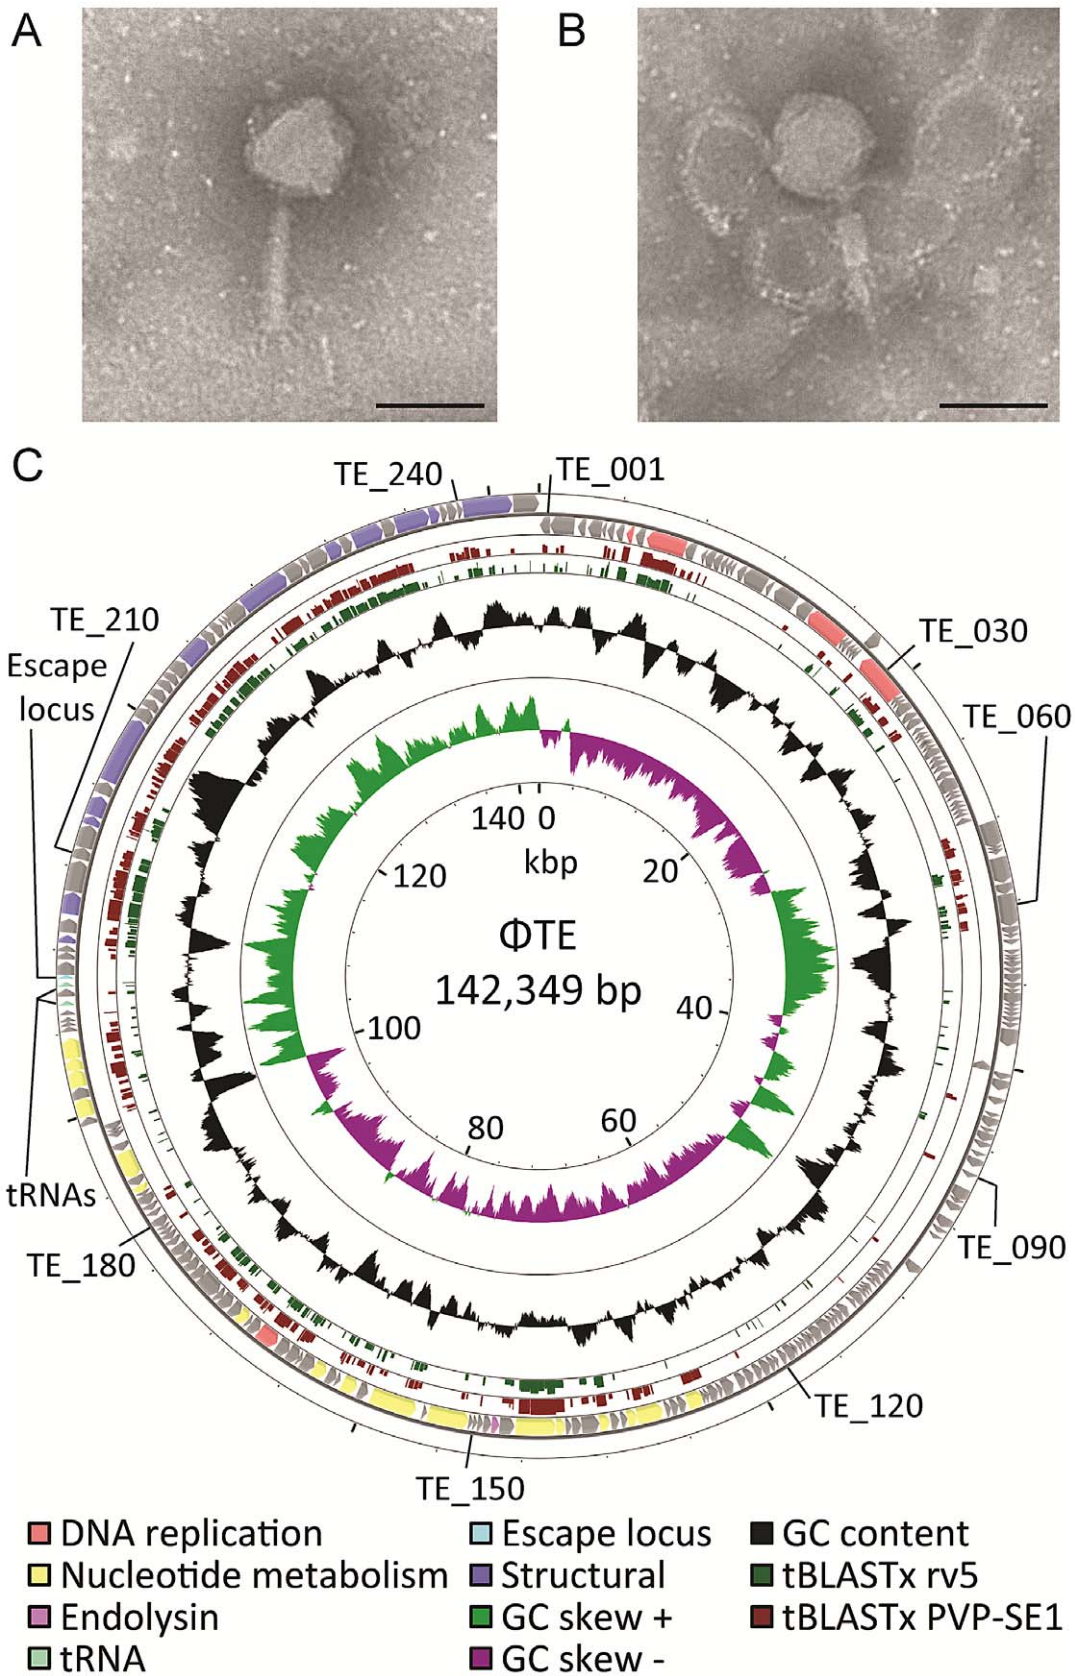 A
B
C
TE_240
TE_001
TE_210
TE_030
Escape
locus
TE_060
140 0
kbp
120
20
ΦTE
142,349 bp
100
40
80
60
tRNAs
TE_180
TE_090
TE_120
TE_150
DNA replication
Nucleotide metabolism
Endolysin
tRNA
Escape locus
Structural
GC skew +
GC skew -
GC content
tBLASTx rv5
tBLASTx PVP-SE1